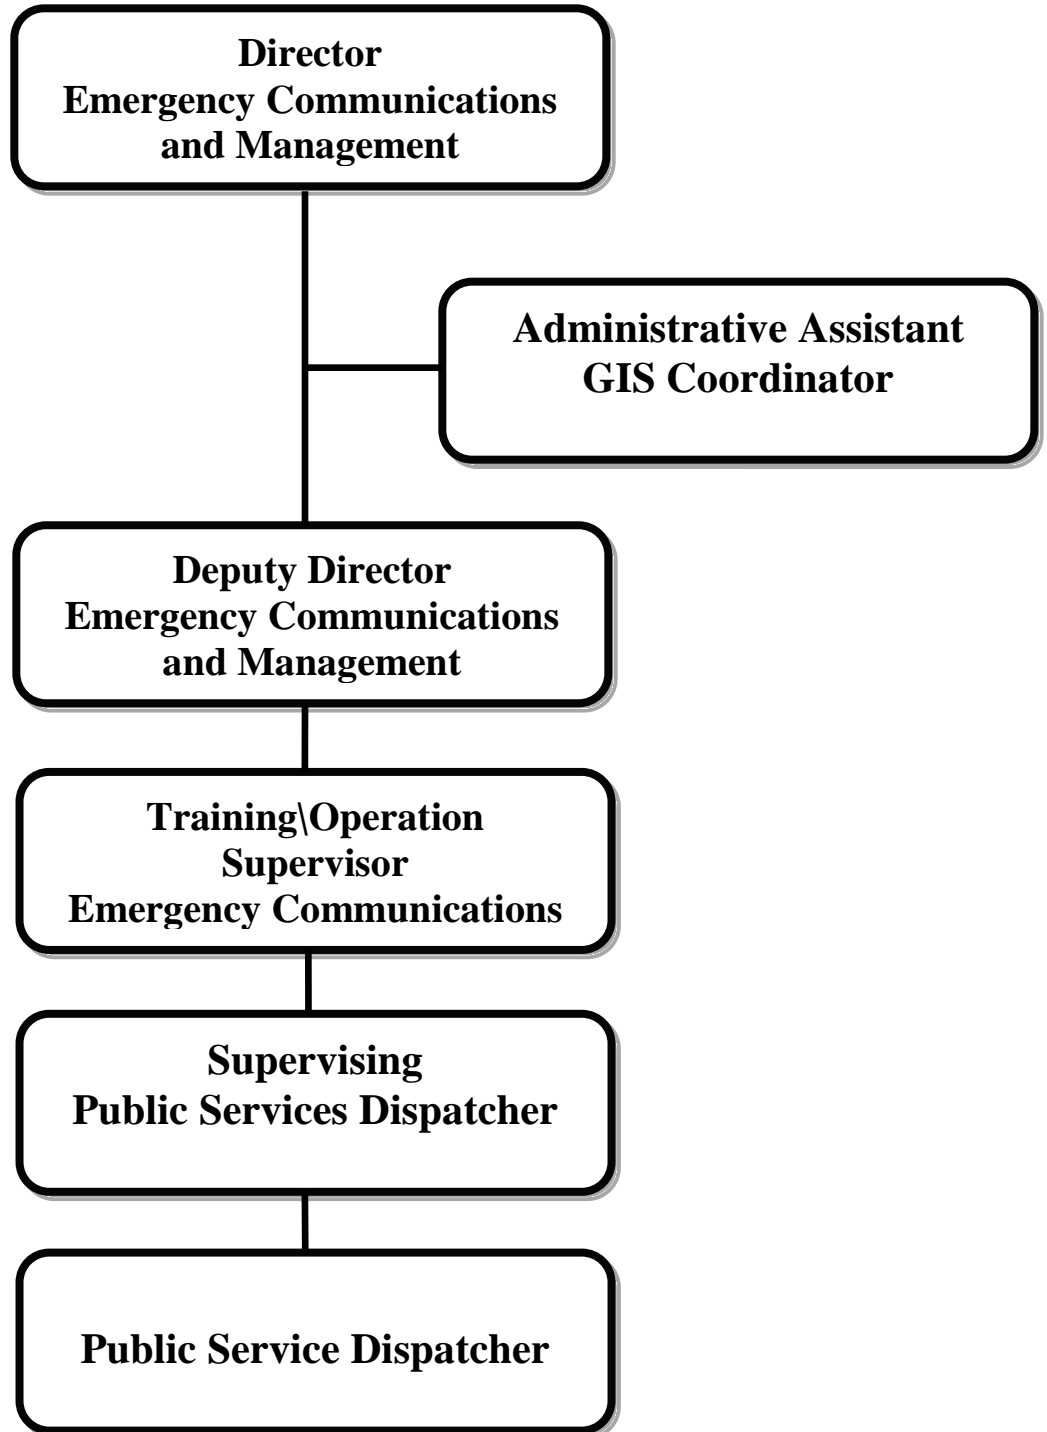 Director
Emergency Communications
and Management
Administrative Assistant
GIS Coordinator
Deputy Director
Emergency Communications
and Management
Training\Operation
Supervisor
Emergency Communications
Supervising
Public Services Dispatcher
Public Service Dispatcher